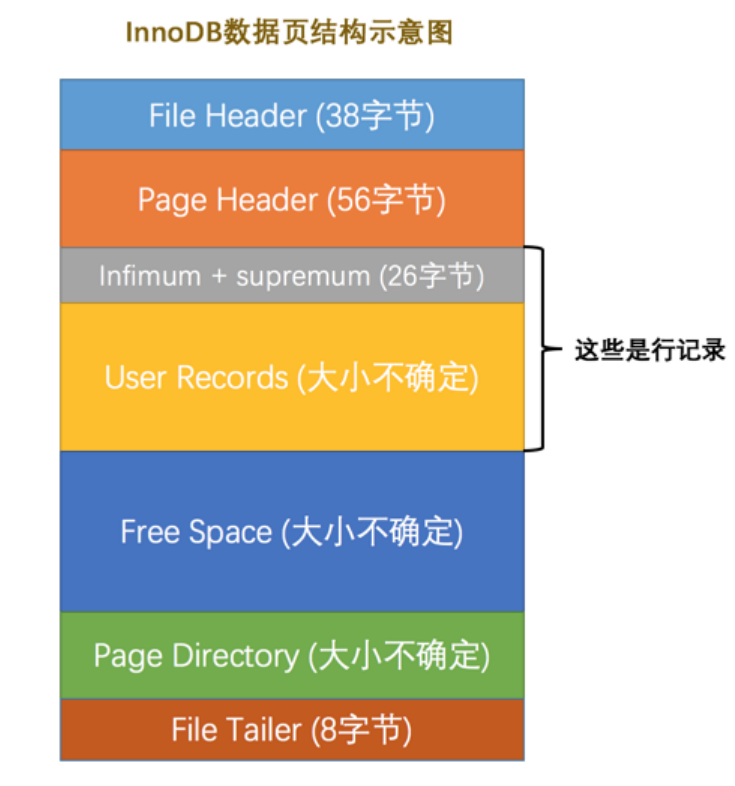 InnoDB数据页结构示意图
File Header (38字节)
Page Header (56字节)
Infimum + supremum (26字节)
这些是行记录
User Records (大小不确定)
Free Space (大小不确定)
Page Directory (大小不确定)
File Tailer (8字节)